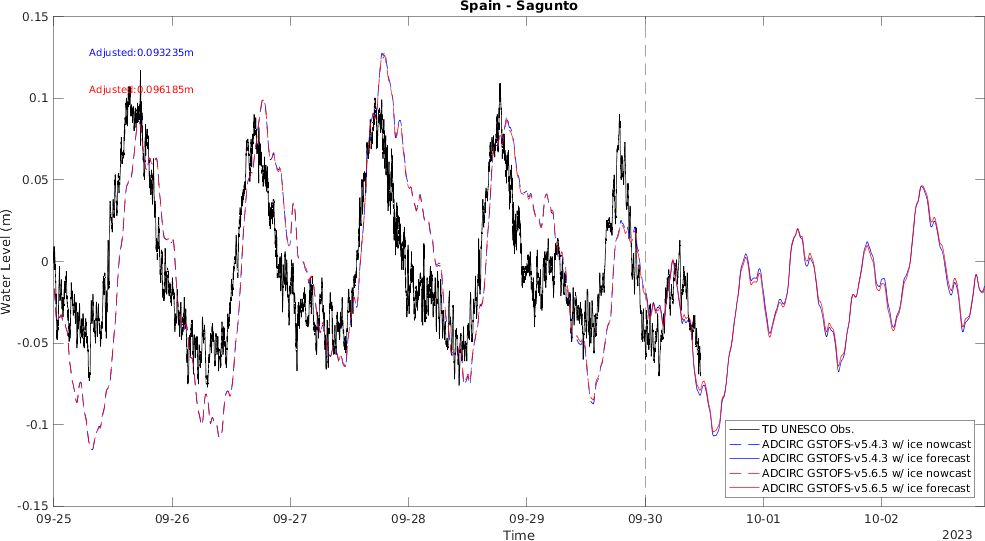 Spain - Sagunto
0.15
0.1
0.05
0
-0.05
-0.1
-0.15
Water Level (m)
Adjusted:0.093235m
Adjusted:0.096185m
TD UNESCO Obs.
ADCIRC GSTOFS-v5.4.3 w/ ice nowcast
ADCIRC GSTOFS-v5.4.3 w/ ice forecast
ADCIRC GSTOFS-v5.6.5 w/ ice nowcast
ADCIRC GSTOFS-v5.6.5 w/ ice forecast
09-25 09-26 09-27 09-28 09-29 09-30 10-01 10-02
Time
2023